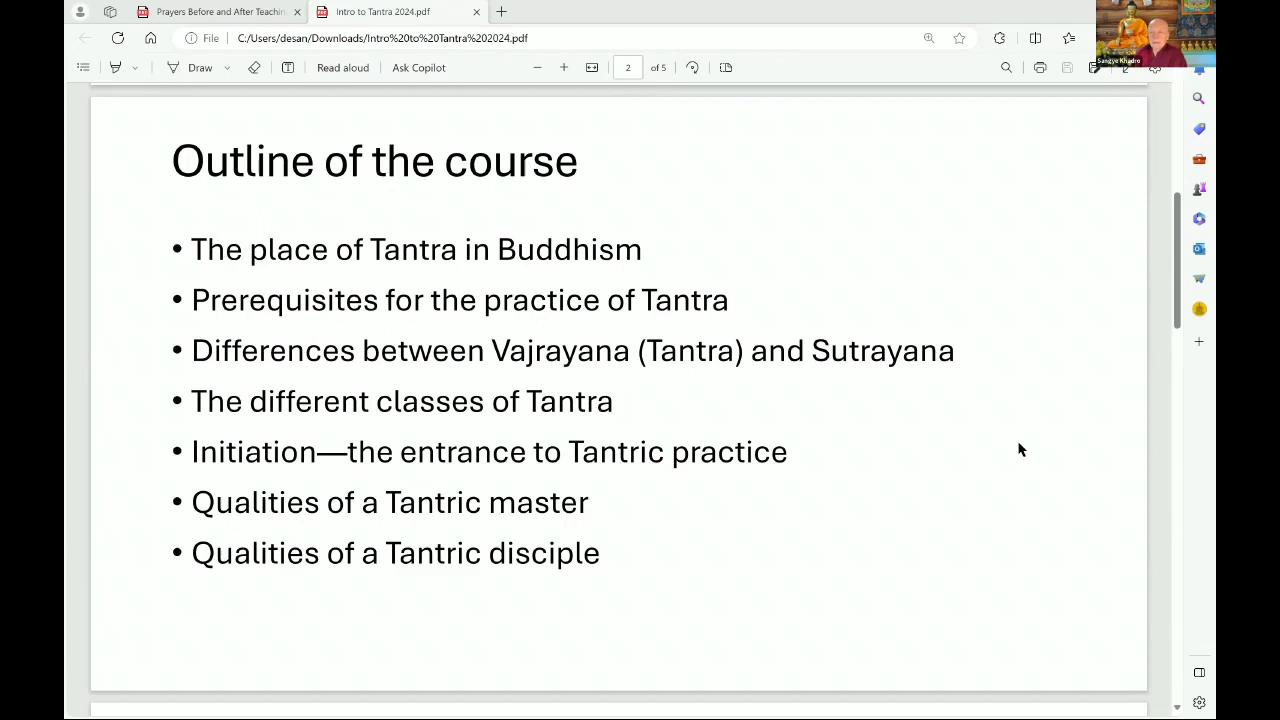 Prayers Before and After Teachin
Intro to Tantra 2024.pdf
File
C:/Users/desan/Downloads/Intro%20to%20Tantra%202024.pdf
Draw
Read aloud
2
of 5
Sangye Khadro
Outline of the course
• The place of Tantra in Buddhism
• Prerequisites for the practice of Tantra
• Differences between Vajrayana (Tantra) and Sutrayana
• The different classes of Tantra
• Initiation—the entrance to Tantric practice
• Qualities of a Tantric master
• Qualities of a Tantric disciple